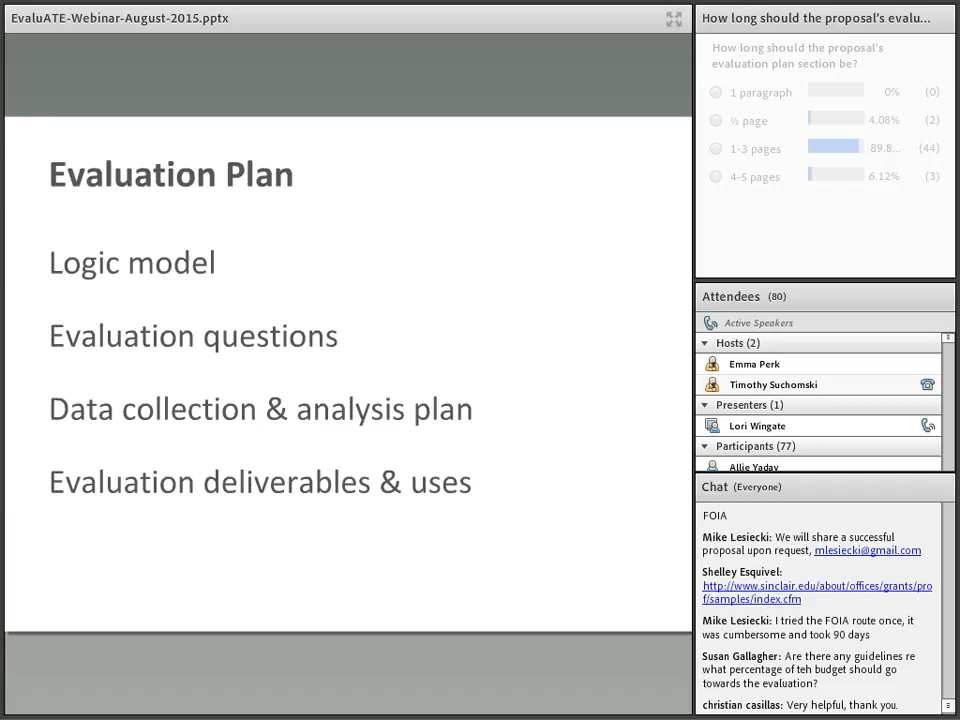 EvaluATE-Webinar-August-2015.pptx
Evaluation Plan
Logic model
Evaluation questions
Data collection & analysis plan
Evaluation deliverables & uses
How long should the proposal's evalu...
How long should the proposal's
evaluation plan section be?
1 paragraph 0% (0)
½ page 4.08% (2)
1-3 pages 89.8... (44)
4-5 pages 6.12% (3)
Attendees (80)
Active Speakers
Hosts (2)
Emma Perk
Timothy Suchomski
Presenters (1)
Lori Wingate
Participants (77)
Allie Yaday
Chat (Everyone)
FOIA
Mike Lesiecki: We will share a successful
proposal upon request, mlesiecki@gmail.com
Shelley Esquivel:
http://www.sinclair.edu/about/offices/grants/pro
f/samples/index.cfm
Mike Lesiecki: I tried the FOIA route once, it
was cumbersome and took 90 days
Susan Gallagher: Are there any guidelines re
what percentage of teh budget should go
towards the evaluation?
christian casillas: Very helpful, thank you.